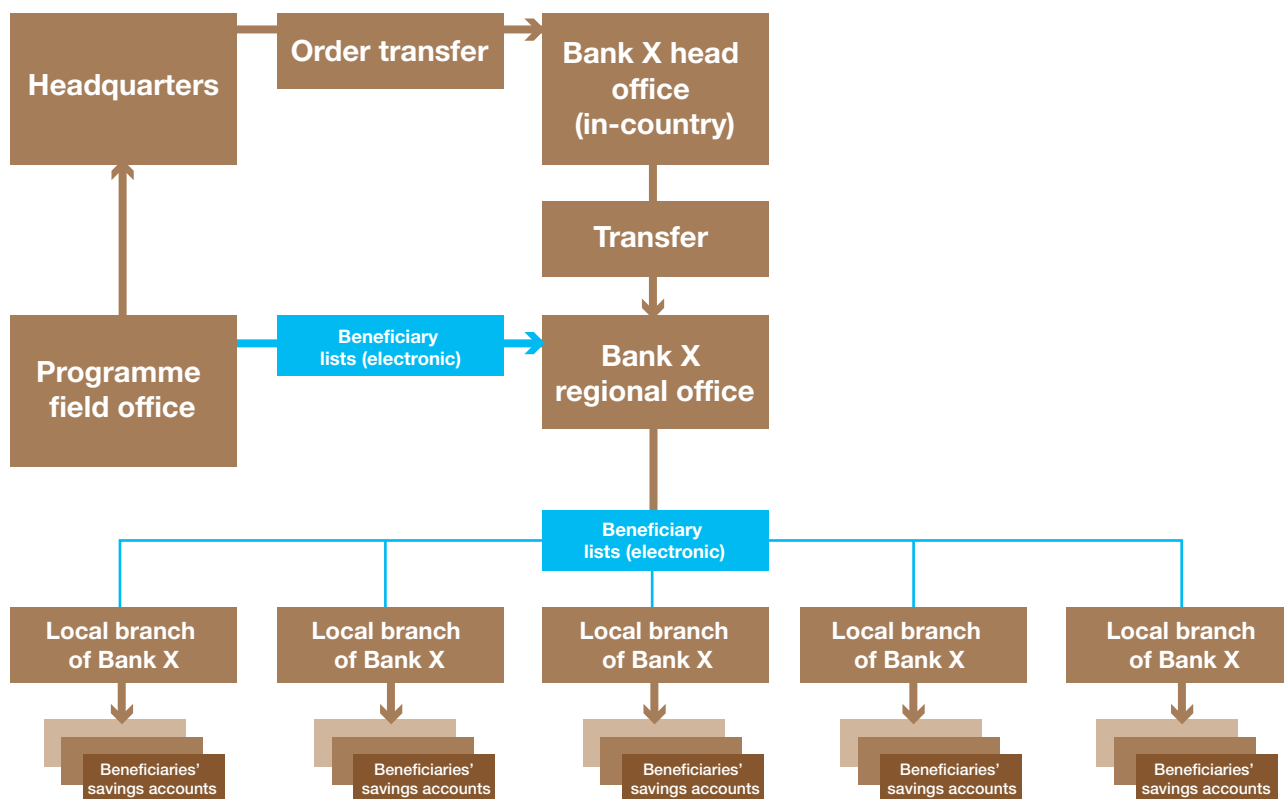 Headquarters
Order transfer
Bank X head
office
(in-country)
Transfer
Programme
field office
Beneficiary
lists (electronic)
Bank X
regional office
Beneficiary
lists (electronic)
Local branch
of Bank X
Local branch
of Bank X
Local branch
of Bank X
Local branch
of Bank X
Local branch
of Bank X
Beneficiaries’
savings accounts
Beneficiaries’
savings accounts
Beneficiaries’
savings accounts
Beneficiaries’
savings accounts
Beneficiaries’
savings accounts